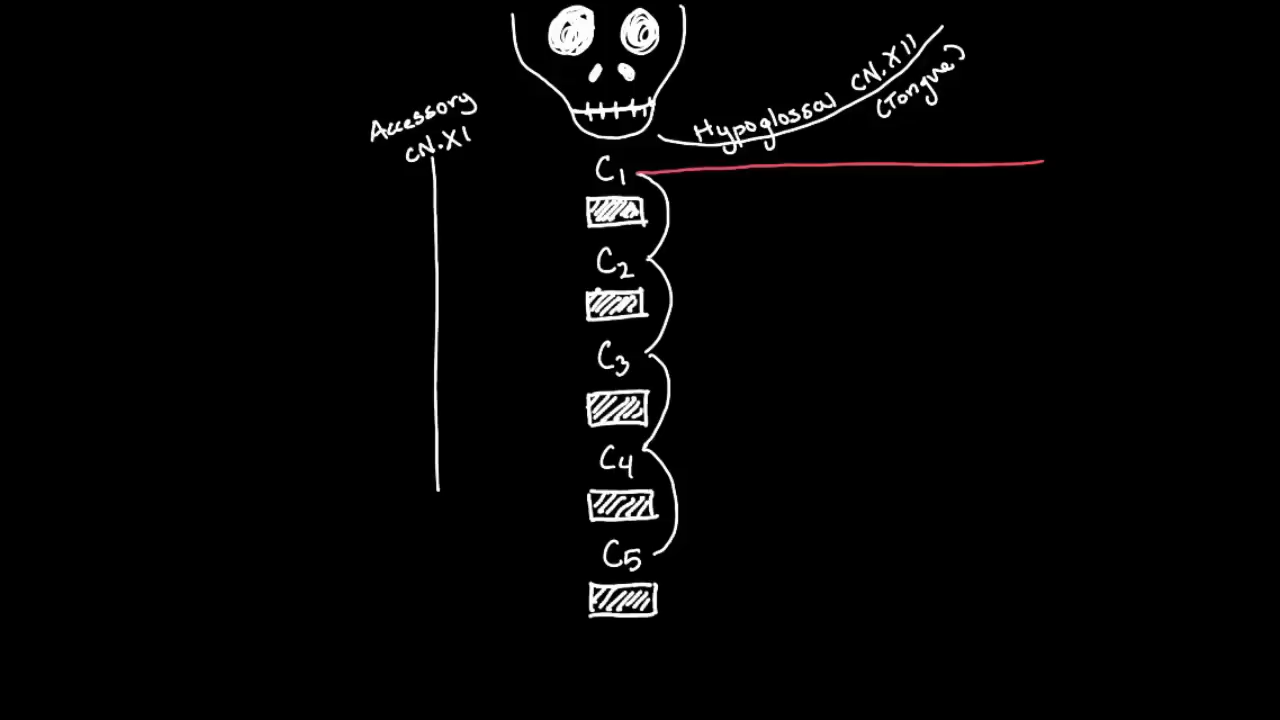 Hypoglossal CN.XII
(Tongue)
Accessory
CN.XI
C1
C2
C3
C4
C5